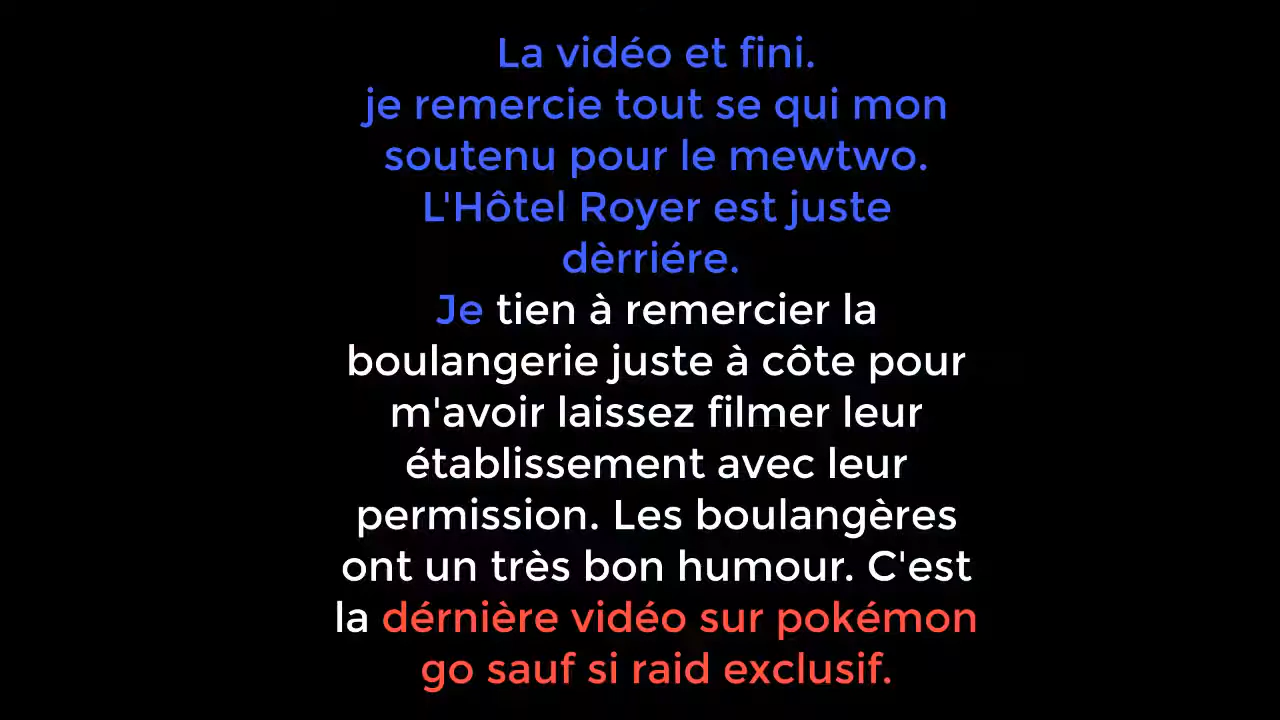 La vidéo et fini.
je remercie tout se qui mon
soutenu pour le mewtwo.
L'Hôtel Royer est juste
dèrriére.
Je tien à remercier la
boulangerie juste à côte pour
m'avoir laissez filmer leur
établissement avec leur
permission. Les boulangères
ont un très bon humour. C'est
la dérnière vidéo sur pokémon
go sauf si raid exclusif.